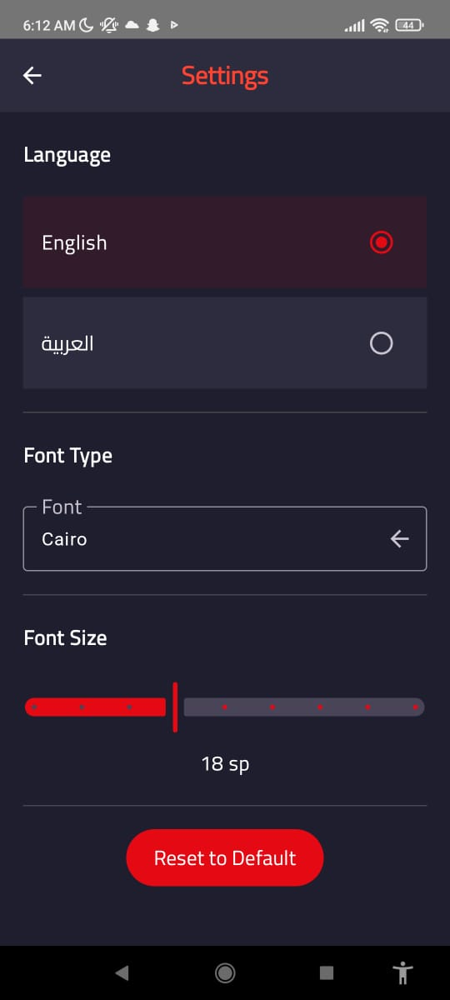 6:12 AM
44
Settings
Language
English
العربية
Font Type
Font
Cairo
Font Size
18 sp
Reset to Default